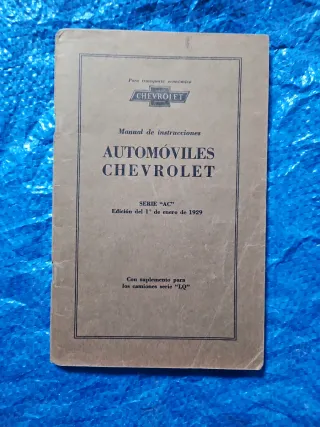 Para transporte económico
CHEVROLET
Manual de instrucciones
AUTOMÓVILES
CHEVROLET
SERIE "AC"
Edición del 1° de enero de 1929
Con suplemento para
los camiones serie "LQ"